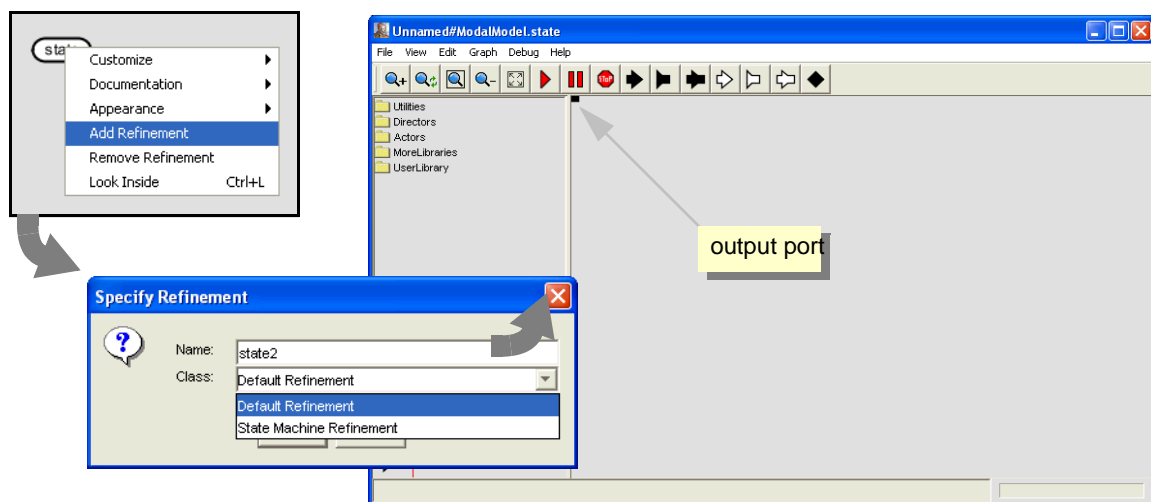 state
Customize
Documentation
Appearance
Add Refinement
Remove Refinement
Look Inside Ctrl+L
Unnamed#ModalModel.state
File View Edit Graph Debug Help
STOP
Utilities
Directors
Actors
MoreLibraries
UserLibrary
output port
Specify Refinement
Name: state2
Class: Default Refinement
Default Refinement
State Machine Refinement